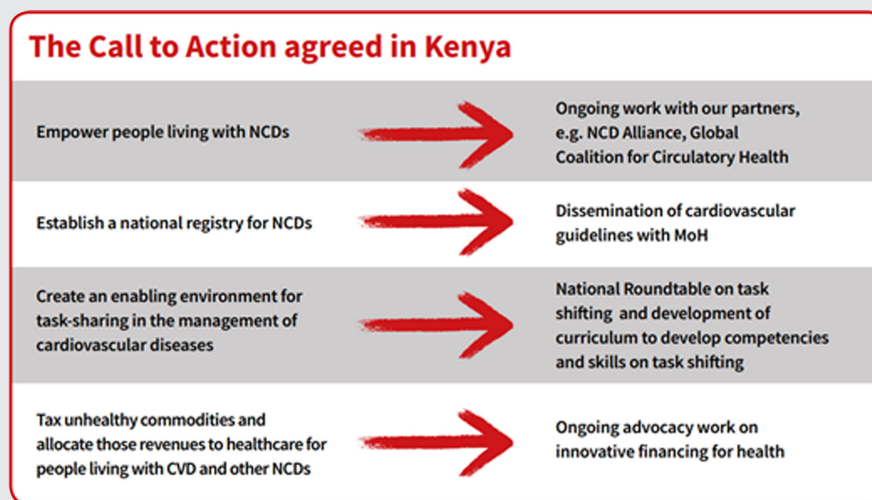 The Call to Action agreed in Kenya
Empower people living with NCDs
Ongoing work with our partners,
e.g. NCD Alliance, Global
Coalition for Circulatory Health
Establish a national registry for NCDs
Dissemination of cardiovascular
guidelines with MoH
Create an enabling environment for
task-sharing in the management of
cardiovascular diseases
National Roundtable on task
shifting and development of
curriculum to develop competencies
and skills on task shifting
Tax unhealthy commodities and
allocate those revenues to healthcare for
people living with CVD and other NCDs
Ongoing advocacy work on
innovative financing for health